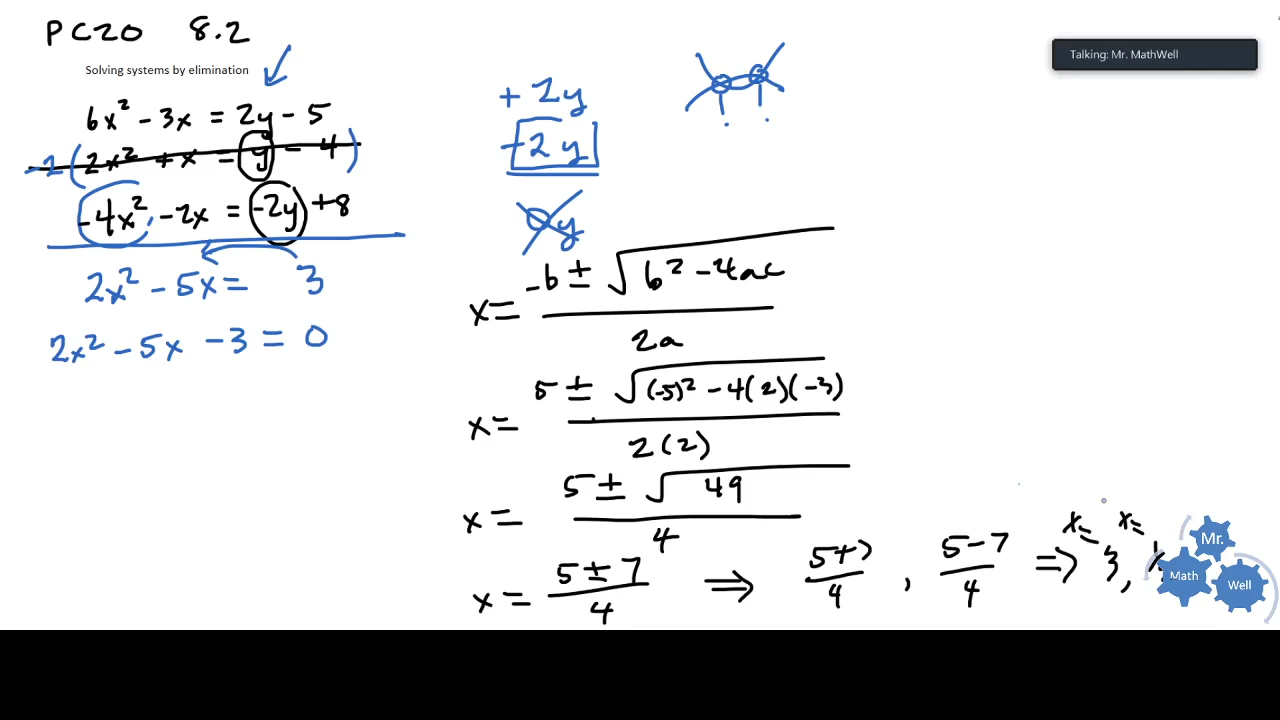 PC20 8.2
Talking: Mr. MathWell
Solving systems by elimination
6x² - 3x = 2y - 5
2x² + x = y - 4 )
-4x² - 2x = -2y + 8
2x² - 5x = 3
2x² - 5x - 3 = 0
+ 2y
-2y
0y
x = -b ± √b² - 4ac
2a
x = 5 ± √(-5)² - 4(2)(-3)
2(2)
x = 5 ± √49
4
x = 5 ± 7 / 4 ⇒ 5+7 / 4 , 5-7 / 4 ⇒ x= 3, x=
Mr.
Math
Well